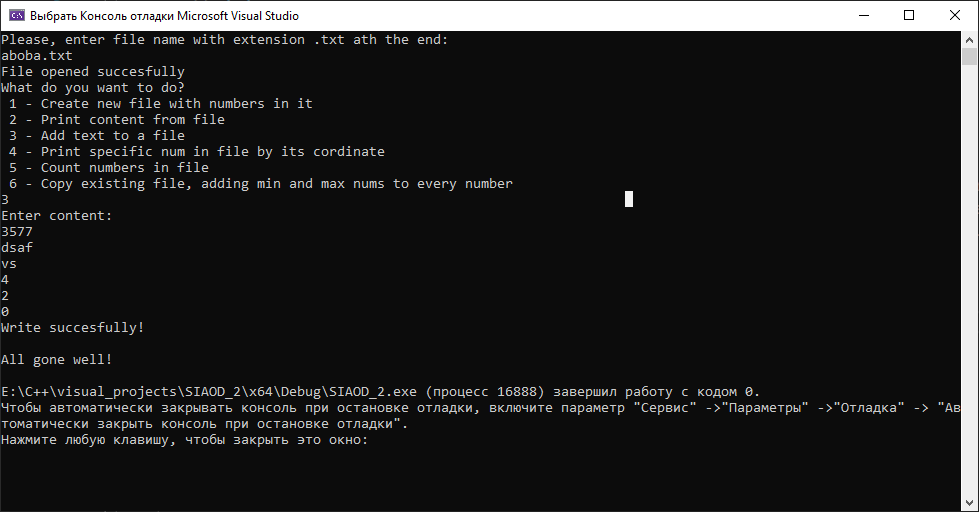 Выбрать Консоль отладки Microsoft Visual Studio
Please, enter file name with extension .txt ath the end:
aboba.txt
File opened succesfully
What do you want to do?
1 - Create new file with numbers in it
2 - Print content from file
3 - Add text to a file
4 - Print specific num in file by its cordinate
5 - Count numbers in file
6 - Copy existing file, adding min and max nums to every number
3
Enter content:
3577
dsaf
vs
4
2
0
Write succesfully!
All gone well!
E:\C++\visual_projects\SIAOD_2\x64\Debug\SIAOD_2.exe (процесс 16888) завершил работу с кодом 0.
Чтобы автоматически закрывать консоль при остановке отладки, включите параметр "Сервис" ->"Параметры" ->"Отладка" -> "Ав
томатически закрыть консоль при остановке отладки".
Нажмите любую клавишу, чтобы закрыть это окно: